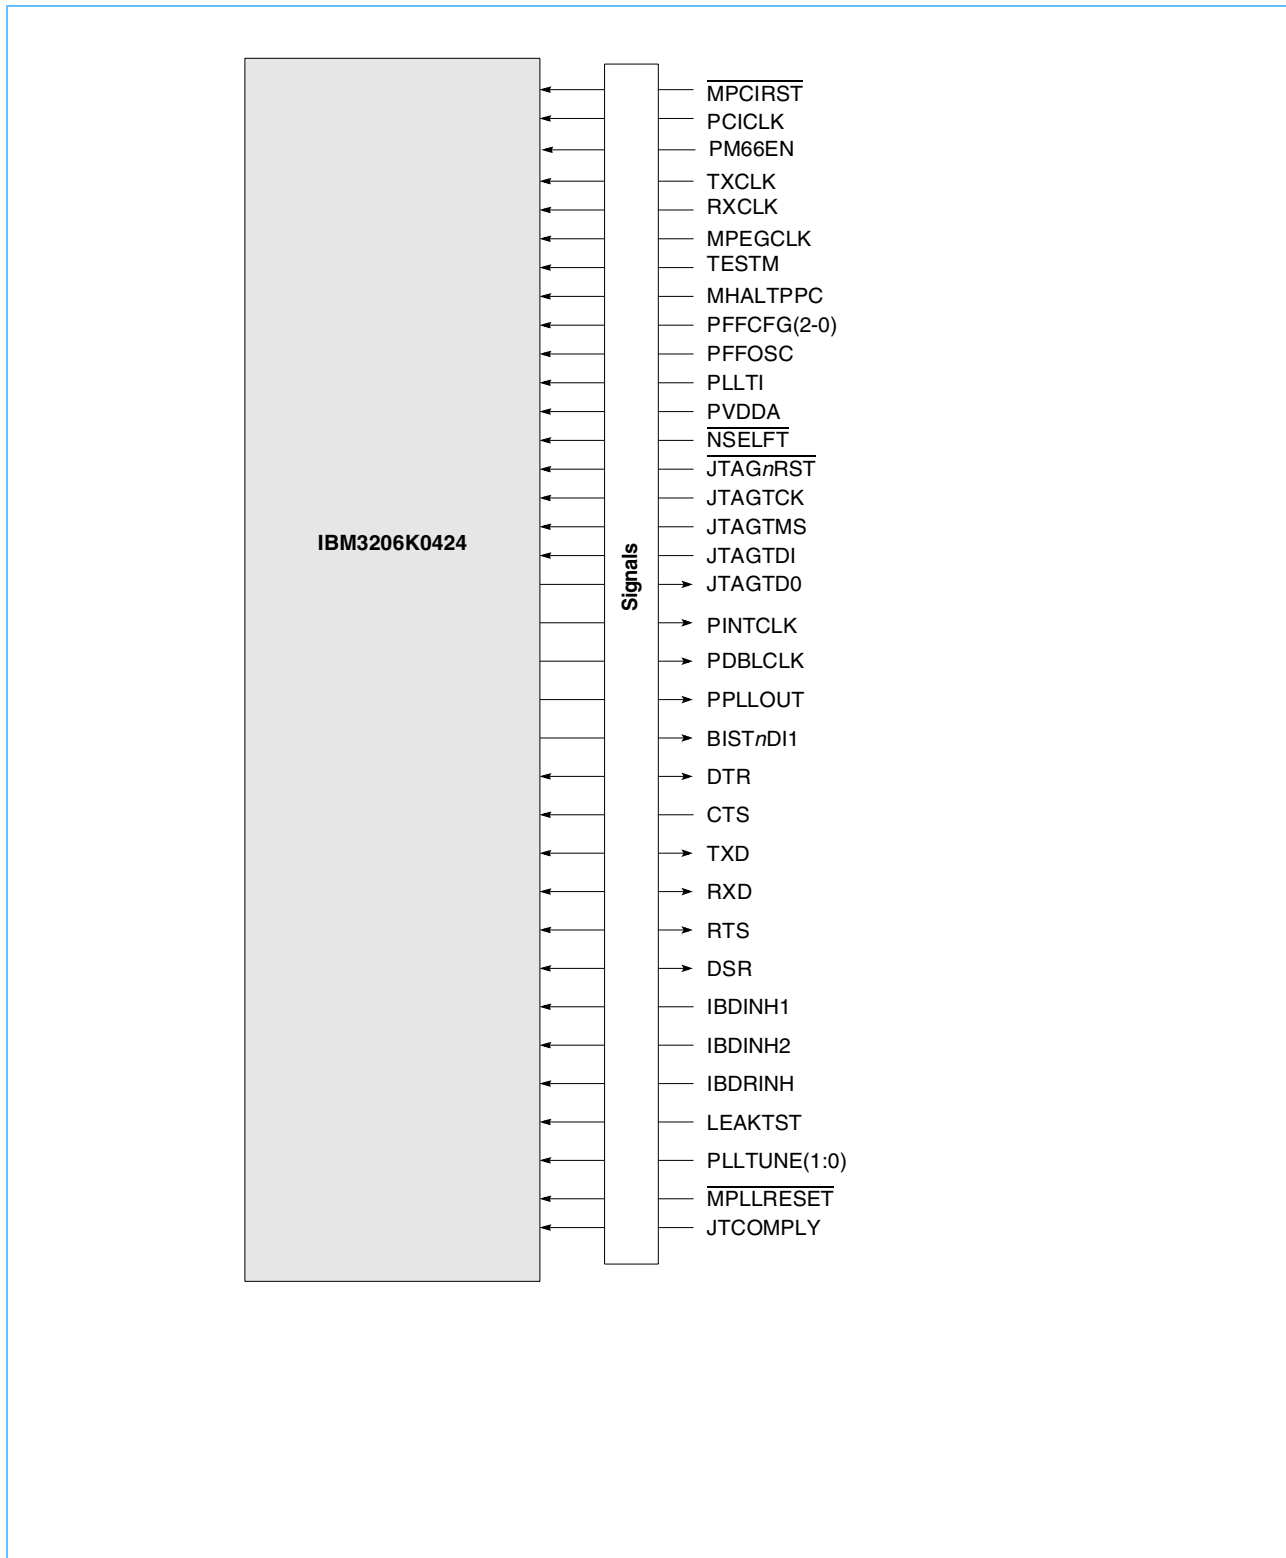 MPCIRST
PCICLK
PM66EN
TXCLK
RXCLK
MPEGCLK
TESTM
MHALTPPC
PFFCFG(2-0)
PFFOSC
PLLTI
PVDDA
NSELFT
JTAGnRST
JTAGTCK
JTAGTMS
IBM3206K0424
JTAGTDI
Signals
JTAGTD0
PINTCLK
PDBLCLK
PPLLOUT
BISTnDI1
DTR
CTS
TXD
RXD
RTS
DSR
IBDINH1
IBDINH2
IBDRINH
LEAKTST
PLLTUNE(1:0)
MPLLRESET
JTCOMPLY